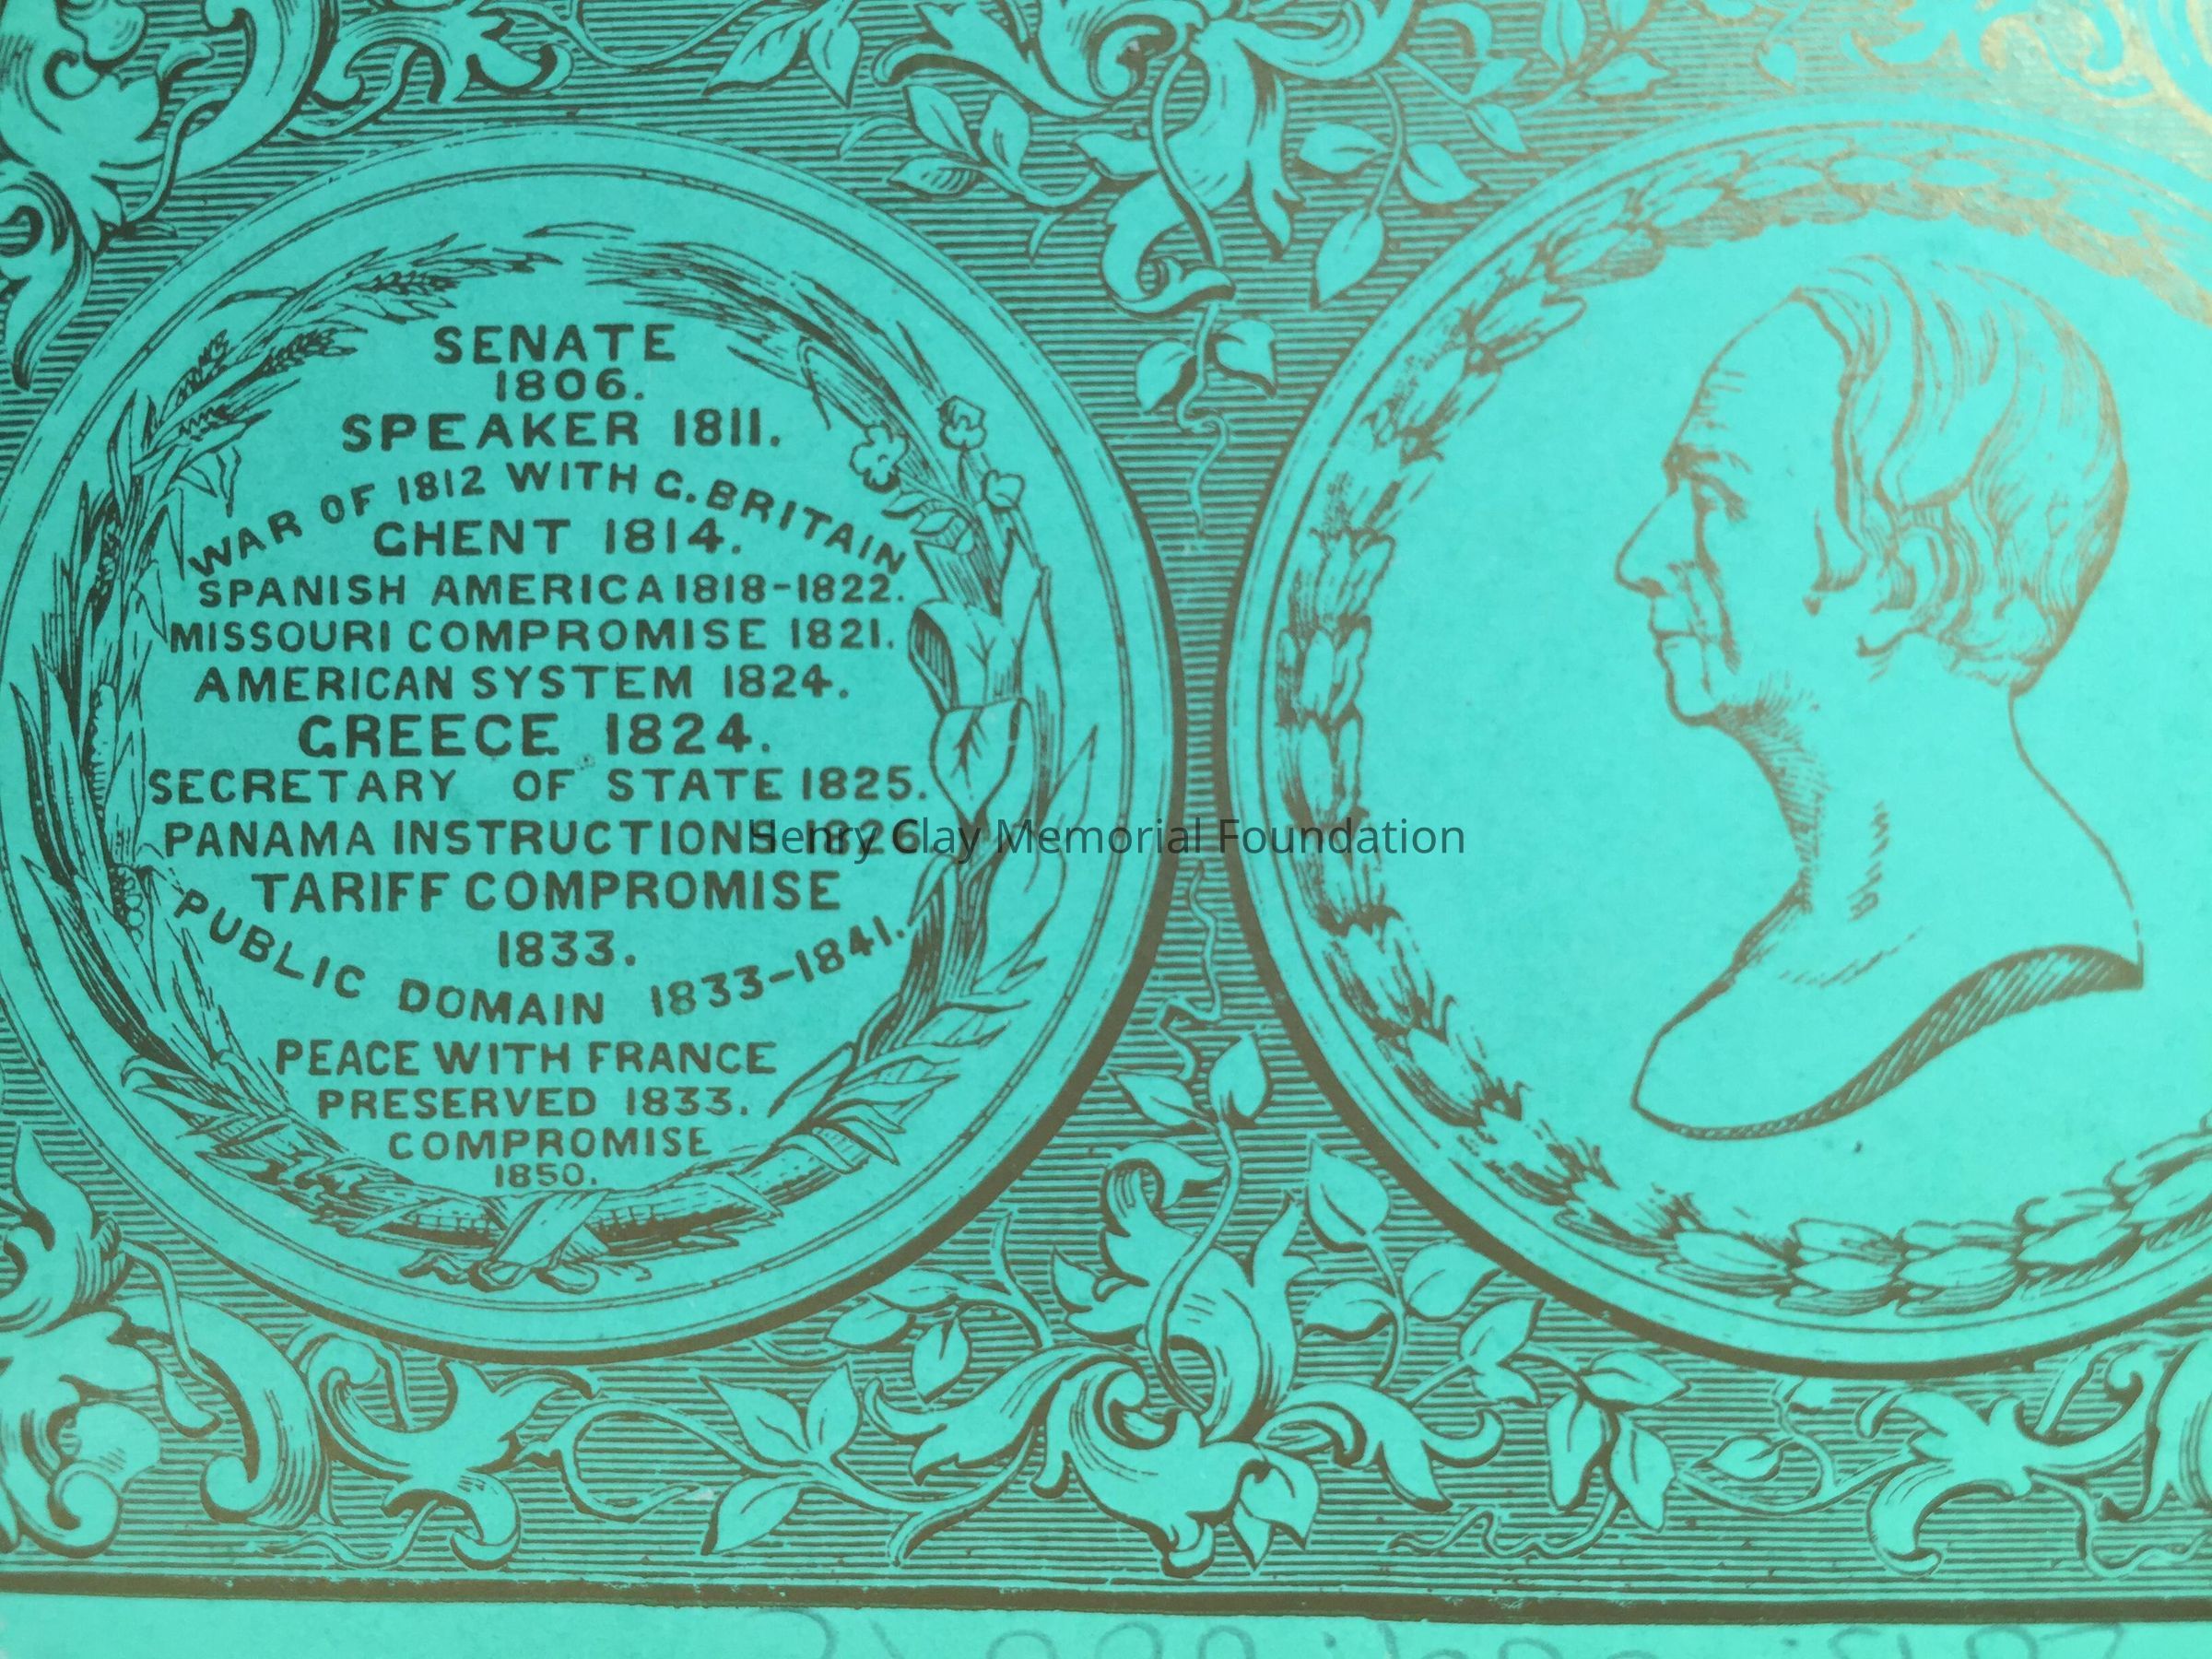 SENATE
1806.
SPEAKER 1811.
WAR OF 1812 WITH G. BRITAIN
GHENT 1814.
SPANISH AMERICA 1818-1822.
MISSOURI COMPROMISE 1821.
AMERICAN SYSTEM 1824.
GREECE 1824.
SECRETARY OF STATE 1825.
PANAMA INSTRUCTIONS 1826.
Henry Clay Memorial Foundation
TARIFF COMPROMISE
1833.
PUBLIC DOMAIN 1833-1841.
PEACE WITH FRANCE
PRESERVED 1833.
COMPROMISE
1850.